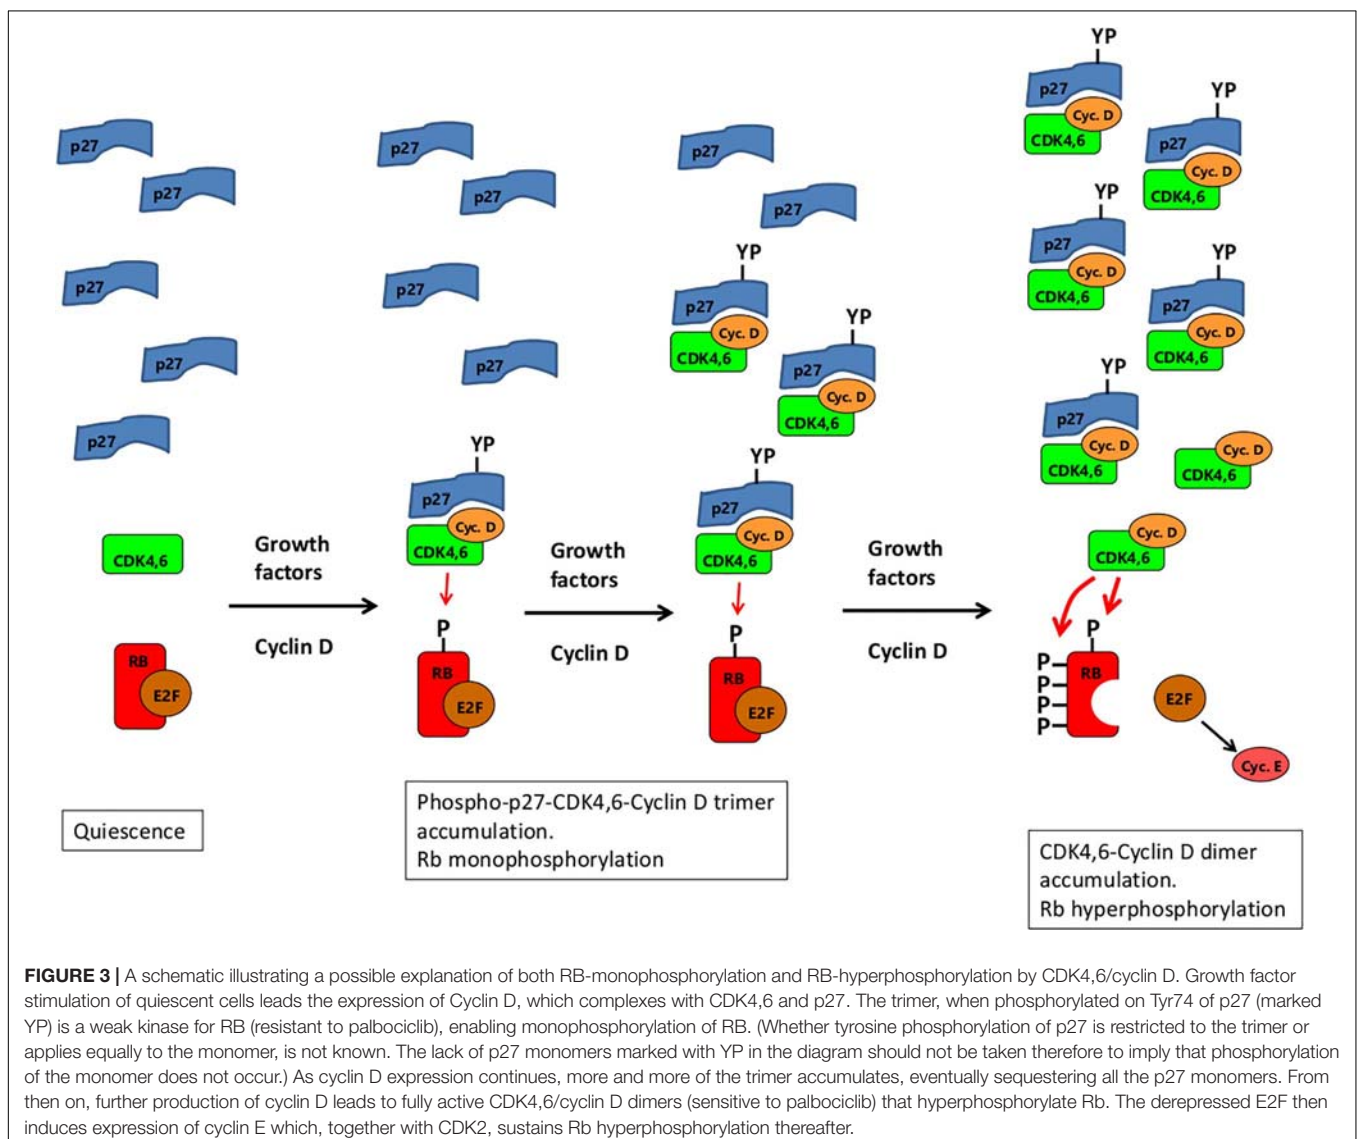 YP
p27
Cyc. D
CDK4,6
YP
p27
Cyc. D
CDK4,6
YP
p27
Cyc. D
CDK4,6
YP
p27
Cyc. D
CDK4,6
YP
p27
Cyc. D
CDK4,6
Cyc. D
CDK4,6
Cyc. D
CDK4,6
P
P
P
P
P
RB
E2F
Cyc. E
p27
p27
p27
p27
p27
CDK4,6
RB
E2F
Growth
factors
Cyclin D
p27
p27
p27
p27
YP
p27
Cyc. D
CDK4,6
P
RB
E2F
Growth
factors
Cyclin D
p27
p27
YP
p27
Cyc. D
CDK4,6
YP
p27
Cyc. D
CDK4,6
YP
p27
Cyc. D
CDK4,6
P
RB
E2F
Growth
factors
Cyclin D
Quiescence
Phospho-p27-CDK4,6-Cyclin D trimer
accumulation.
Rb monophosphorylation
CDK4,6-Cyclin D dimer
accumulation.
Rb hyperphosphorylation
FIGURE 3 | A schematic illustrating a possible explanation of both RB-monophosphorylation and RB-hyperphosphorylation by CDK4,6/cyclin D. Growth factor
stimulation of quiescent cells leads the expression of Cyclin D, which complexes with CDK4,6 and p27. The trimer, when phosphorylated on Tyr74 of p27 (marked
YP) is a weak kinase for RB (resistant to palbociclib), enabling monophosphorylation of RB. (Whether tyrosine phosphorylation of p27 is restricted to the trimer or
applies equally to the monomer, is not known. The lack of p27 monomers marked with YP in the diagram should not be taken therefore to imply that phosphorylation
of the monomer does not occur.) As cyclin D expression continues, more and more of the trimer accumulates, eventually sequestering all the p27 monomers. From
then on, further production of cyclin D leads to fully active CDK4,6/cyclin D dimers (sensitive to palbociclib) that hyperphosphorylate Rb. The derepressed E2F then
induces expression of cyclin E which, together with CDK2, sustains Rb hyperphosphorylation thereafter.